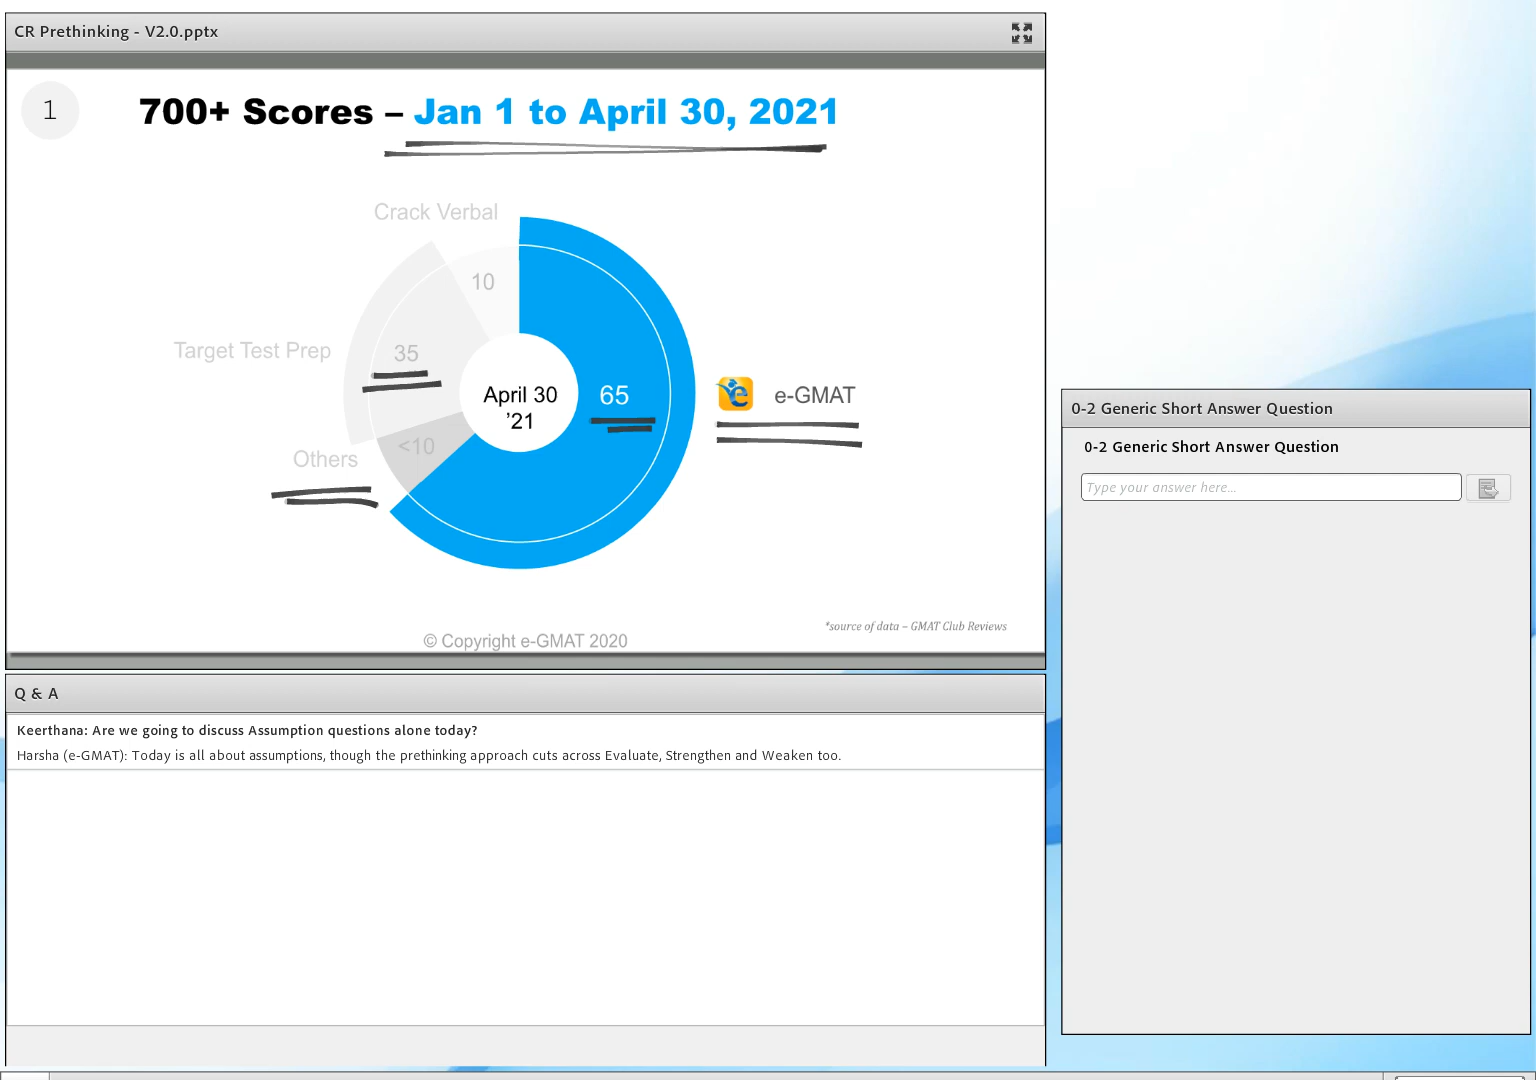 CR Prethinking - V2.0.pptx
1
700+ Scores – Jan 1 to April 30, 2021
Crack Verbal
10
Target Test Prep
35
April 30
’21
65
e
e-GMAT
<10
Others
*source of data – GMAT Club Reviews
© Copyright e-GMAT 2020
Q & A
Keerthana: Are we going to discuss Assumption questions alone today?
Harsha (e-GMAT): Today is all about assumptions, though the prethinking approach cuts across Evaluate, Strengthen and Weaken too.
0-2 Generic Short Answer Question
0-2 Generic Short Answer Question
Type your answer here...